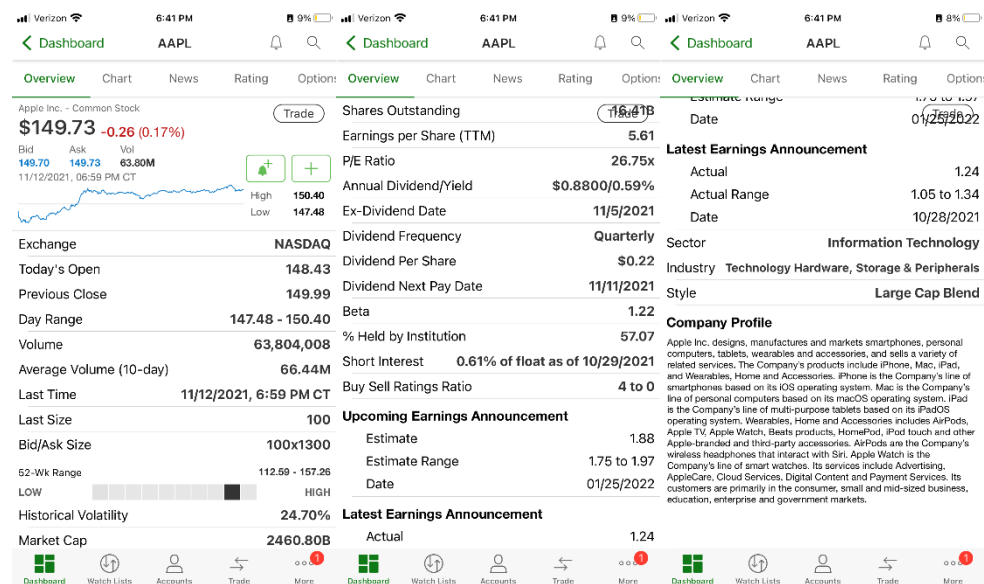 Verizon 6:41 PM 9%
Dashboard AAPL
Overview Chart News Rating Options
Apple Inc. - Common Stock
Trade
$149.73 -0.26 (0.17%)
Bid Ask Vol
149.70 149.73 63.80M
11/12/2021, 06:59 PM CT
High 150.40
Low 147.48
Exchange NASDAQ
Today's Open 148.43
Previous Close 149.99
Day Range 147.48 - 150.40
Volume 63,804,008
Average Volume (10-day) 66.44M
Last Time 11/12/2021, 6:59 PM CT
Last Size 100
Bid/Ask Size 100x1300
52-Wk Range 112.59 - 157.26
LOW HIGH
Historical Volatility 24.70%
Market Cap 2460.80B
1
Dashboard Watch Lists Accounts Trade More
Verizon 6:41 PM 9%
Dashboard AAPL
Overview Chart News Rating Options
Shares Outstanding 16.41B
Trade
Earnings per Share (TTM) 5.61
P/E Ratio 26.75x
Annual Dividend/Yield $0.8800/0.59%
Ex-Dividend Date 11/5/2021
Dividend Frequency Quarterly
Dividend Per Share $0.22
Dividend Next Pay Date 11/11/2021
Beta 1.22
% Held by Institution 57.07
Short Interest 0.61% of float as of 10/29/2021
Buy Sell Ratings Ratio 4 to 0
Upcoming Earnings Announcement
Estimate 1.88
Estimate Range 1.75 to 1.97
Date 01/25/2022
Latest Earnings Announcement
Actual 1.24
1
Dashboard Watch Lists Accounts Trade More
Verizon 6:41 PM 8%
Dashboard AAPL
Overview Chart News Rating Options
Estimate Range 1.75 to 1.97
Trade
Date 01/25/2022
Latest Earnings Announcement
Actual 1.24
Actual Range 1.05 to 1.34
Date 10/28/2021
Sector Information Technology
Industry Technology Hardware, Storage & Peripherals
Style Large Cap Blend
Company Profile
Apple Inc. designs, manufactures and markets smartphones, personal
computers, tablets, wearables and accessories, and sells a variety of
related services. The Company's products include iPhone, Mac, iPad,
and Wearables, Home and Accessories. iPhone is the Company's line of
smartphones based on its iOS operating system. Mac is the Company's
line of personal computers based on its macOS operating system. iPad
is the Company's line of multi-purpose tablets based on its iPadOS
operating system. Wearables, Home and Accessories includes AirPods,
Apple TV, Apple Watch, Beats products, HomePod, iPod touch and other
Apple-branded and third-party accessories. AirPods are the Company's
wireless headphones that interact with Siri. Apple Watch is the
Company's line of smart watches. Its services include Advertising,
AppleCare, Cloud Services, Digital Content and Payment Services. Its
customers are primarily in the consumer, small and mid-sized business,
education, enterprise and government markets.
1
Dashboard Watch Lists Accounts Trade More